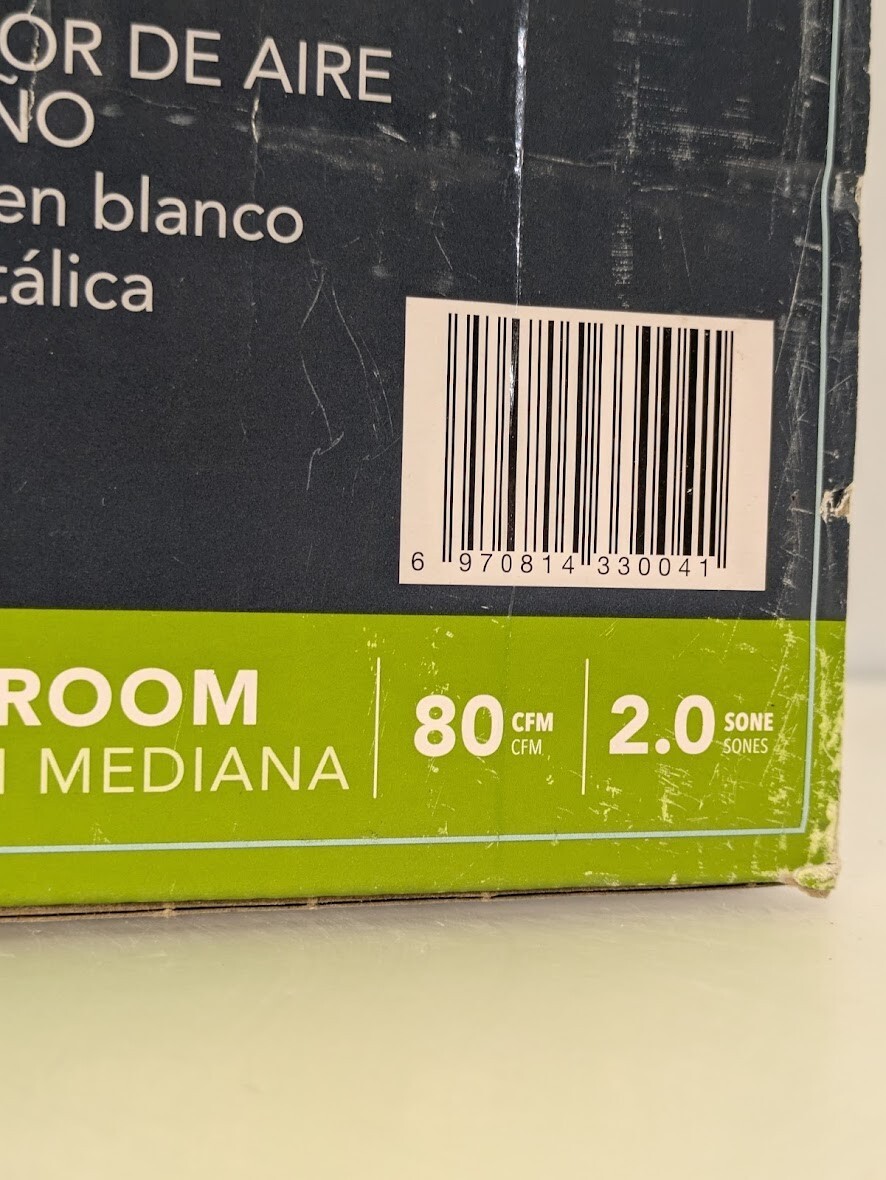 OR DE AIRE
ÑO
en blanco
tálica
6 970814 330041
ROOM
MEDIANA
80 CFM
CFM
2.0 SONE
SONES